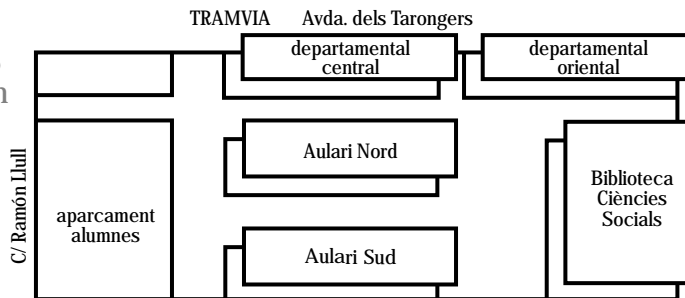 TRAMVIA Avda. dels Tarongers
departamental
central
departamental
oriental
Aulari Nord
Biblioteca
Ciències
Socials
aparcament
alumnes
C/ Ramón Llull
Aulari Sud